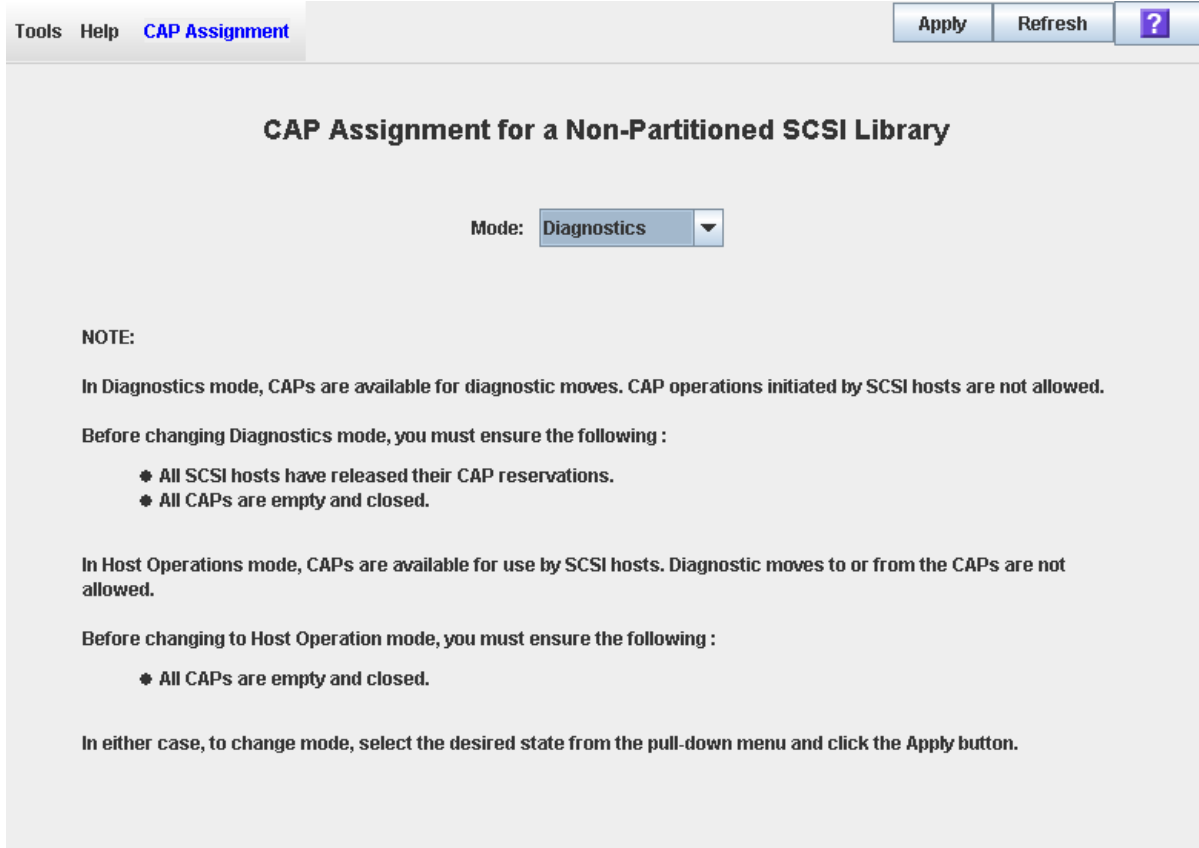 Tools Help CAP Assignment Apply Refresh ?
CAP Assignment for a Non-Partitioned SCSI Library
Mode: Diagnostics
NOTE:
In Diagnostics mode, CAPs are available for diagnostic moves. CAP operations initiated by SCSI hosts are not allowed.
Before changing Diagnostics mode, you must ensure the following :
All SCSI hosts have released their CAP reservations.
All CAPs are empty and closed.
In Host Operations mode, CAPs are available for use by SCSI hosts. Diagnostic moves to or from the CAPs are not
allowed.
Before changing to Host Operation mode, you must ensure the following :
All CAPs are empty and closed.
In either case, to change mode, select the desired state from the pull-down menu and click the Apply button.